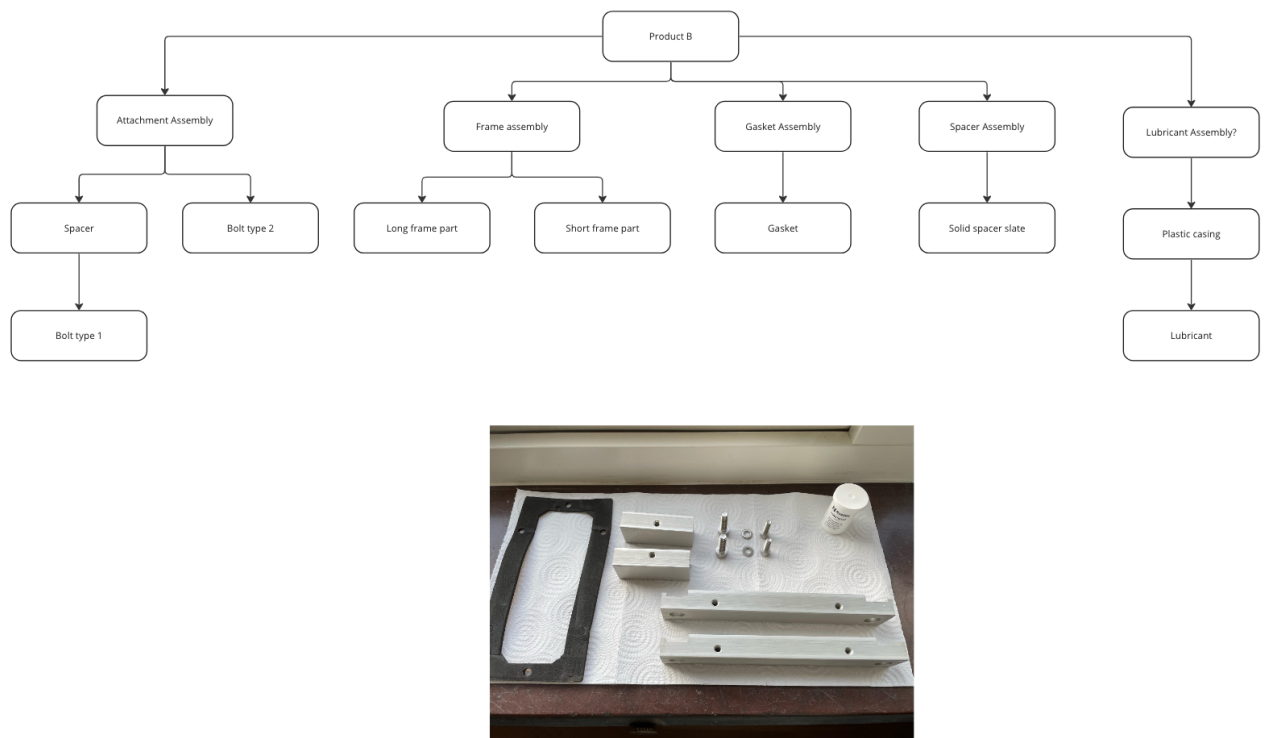 Product B
Attachment Assembly
Frame assembly
Gasket Assembly
Spacer Assembly
Lubricant Assembly?
Spacer
Bolt type 2
Long frame part
Short frame part
Gasket
Solid spacer slate
Plastic casing
Bolt type 1
Lubricant